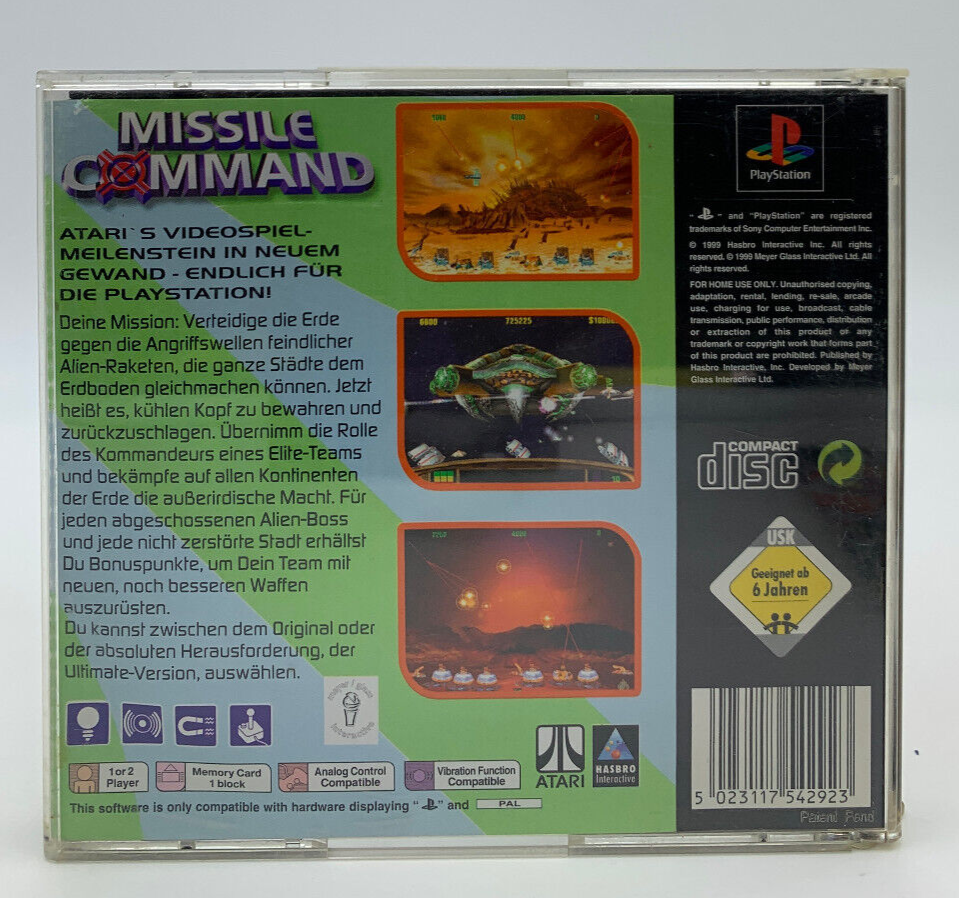 MISSILE
COMMAND
ATARI`S VIDEOSPIEL-
MEILENSTEIN IN NEUEM
GEWAND - ENDLICH FÜR
DIE PLAYSTATION!
Deine Mission: Verteidige die Erde
gegen die Angriffswellen feindlicher
Alien-Raketen, die ganze Städte dem
Erdboden gleichmachen können. Jetzt
heißt es, kühlen Kopf zu bewahren und
zurückzuschlagen. Übernimm die Rolle
des Kommandeurs eines Elite-Teams
und bekämpfe auf allen Kontinenten
der Erde die außerirdische Macht. Für
jeden abgeschossenen Alien-Boss
und jede nicht zerstörte Stadt erhältst
Du Bonuspunkte, um Dein Team mit
neuen, noch besseren Waffen
auszurüsten.
Du kannst zwischen dem Original oder
der absoluten Herausforderung, der
Ultimate-Version, auswählen.
1 or 2
Player
Memory Card
1 block
Analog Control
Compatible
Vibration Function
Compatible
This software is only compatible with hardware displaying " " and PAL
4000 0
6600 725225
30
ATARI
HASBRO
Interactive
PlayStation
" " and "PlayStation" are registered
trademarks of Sony Computer Entertainment Inc.
© 1999 Hasbro Interactive Inc. All rights
reserved. © 1999 Meyer Glass Interactive Ltd. All
rights reserved.
FOR HOME USE ONLY. Unauthorised copying,
adaptation, rental, lending, re-sale, arcade
use, charging for use, broadcast, cable
transmission, public performance, distribution
or extraction of this product or any
trademark or copyright work that forms part
of this product are prohibited. Published by
Hasbro Interactive, Inc. Developed by Meyer
Glass Interactive Ltd.
COMPACT
disc
USK
Geeignet ab
6 Jahren
5 023117 542923